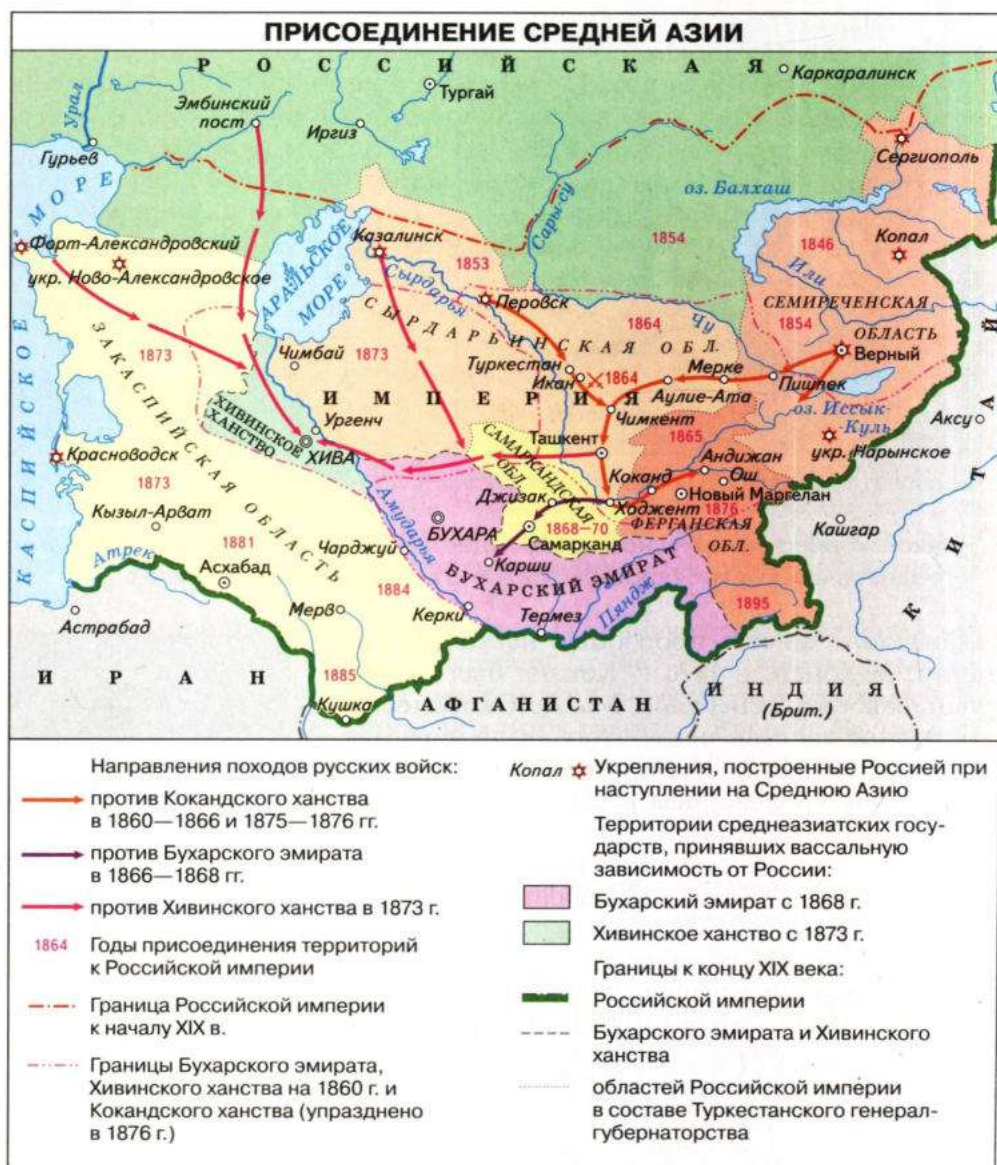 ПРИСОЕДИНЕНИЕ СРЕДНЕЙ АЗИИ
РОССИЙСКАЯ
Каркаралинск
Тургай
Эмбинский
пост
Урал
Иргиз
Гурьев
Сергиополь
МОРЕ
оз. Балхаш
Сары-су
Форт-Александровский
Казалинск
1854
1846
Копал
укр. Ново-Александровское
АРАЛЬСКОЕ
МОРЕ
1853
Или
Сырдарья
Перовск
СЕМИРЕЧЕНСКАЯ
ЗАКАСПИЙСКАЯ ОБЛАСТЬ
СЫРДАРЬИНСКАЯ ОБЛ.
1864
Чу
1854
ОБЛАСТЬ
КИТАЙ
1873
Чимбай
1873
Туркестан
Мерке
Верный
Икан
1864
Пишпек
ИМПЕРИЯ
Аулие-Ата
КАСПИЙСКОЕ
ХИВИНСКОЕ
ХАНСТВО
Ургенч
Чимкент
оз. Иссык-
Куль
Аксу
ХИВА
Ташкент
1865
Андижан
укр. Нарынское
Красноводск
САМАРКАНДСКАЯ
ОБЛ.
Коканд
Ош
1873
Джизак
Новый Маргелан
Ходжент
1876
Кызыл-Арват
Амударья
БУХАРА
1868–70
ФЕРГАНСКАЯ
ОБЛ.
Кашгар
Самарканд
1881
Чарджуй
Карши
Атрек
Асхабад
БУХАРСКИЙ ЭМИРАТ
1884
Пяндж
Мерв
Керки
Термез
1895
Астрабад
ИРАН
1885
ИНДИЯ
(Брит.)
Кушка
АФГАНИСТАН
Направления походов русских войск:
против Кокандского ханства
в 1860—1866 и 1875—1876 гг.
против Бухарского эмирата
в 1866—1868 гг.
против Хивинского ханства в 1873 г.
1864 Годы присоединения территорий
к Российской империи
Граница Российской империи
к началу XIX в.
Границы Бухарского эмирата,
Хивинского ханства на 1860 г. и
Кокандского ханства (упразднено
в 1876 г.)
Копал Укрепления, построенные Россией при
наступлении на Среднюю Азию
Территории среднеазиатских госу-
дарств, принявших вассальную
зависимость от России:
Бухарский эмират с 1868 г.
Хивинское ханство с 1873 г.
Границы к концу XIX века:
Российской империи
Бухарского эмирата и Хивинского
ханства
областей Российской империи
в составе Туркестанского генерал-
губернаторства